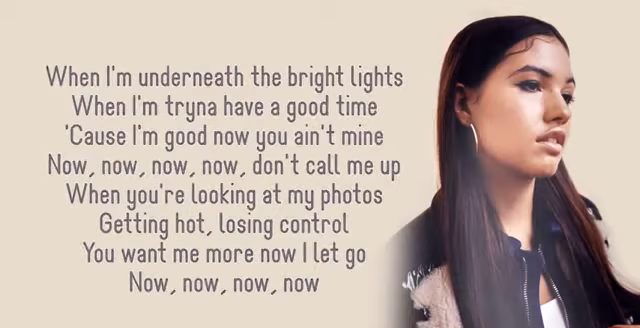 When I'm underneath the bright lights
When I'm tryna have a good time
'Cause I'm good now you ain't mine
Now, now, now, now, don't call me up
When you're looking at my photos
Getting hot, losing control
You want me more now I let go
Now, now, now, now